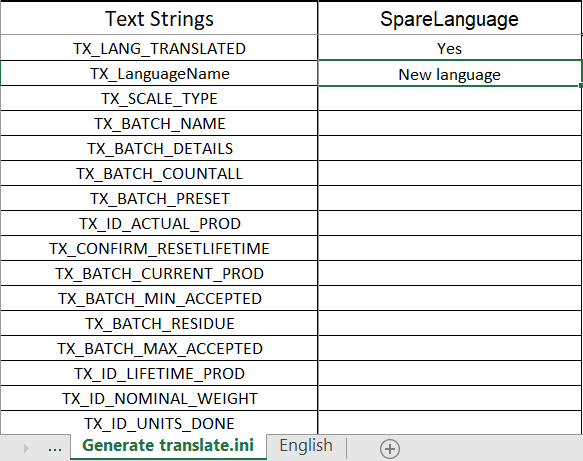 Text Strings SpareLanguage
TX_LANG_TRANSLATED Yes
TX_LanguageName New language
TX_SCALE_TYPE
TX_BATCH_NAME
TX_BATCH_DETAILS
TX_BATCH_COUNTALL
TX_BATCH_PRESET
TX_ID_ACTUAL_PROD
TX_CONFIRM_RESETLIFETIME
TX_BATCH_CURRENT_PROD
TX_BATCH_MIN_ACCEPTED
TX_BATCH_RESIDUE
TX_BATCH_MAX_ACCEPTED
TX_ID_LIFETIME_PROD
TX_ID_NOMINAL_WEIGHT
TX_ID_UNITS_DONE
... Generate translate.ini English